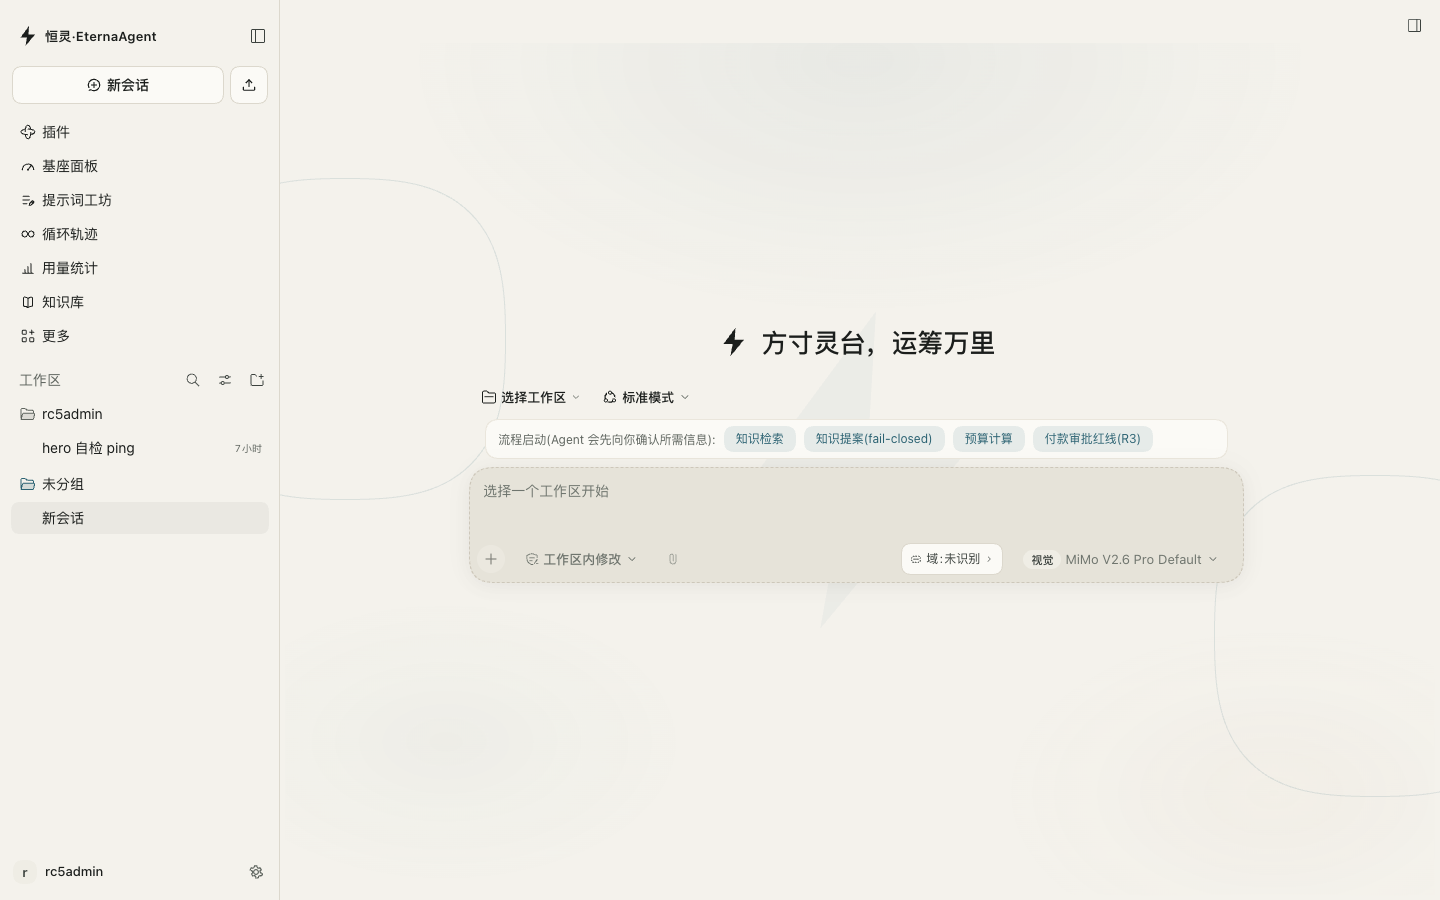 恒灵·EternaAgent
新会话
插件
基座面板
提示词工坊
循环轨迹
用量统计
知识库
更多
工作区
rc5admin
hero 自检 ping 7小时
未分组
新会话
r rc5admin
方寸灵台，运筹万里
选择工作区 标准模式
流程启动(Agent 会先向你确认所需信息): 知识检索 知识提案(fail-closed) 预算计算 付款审批红线(R3)
选择一个工作区开始
工作区内修改 域:未识别 › 视觉 MiMo V2.6 Pro Default